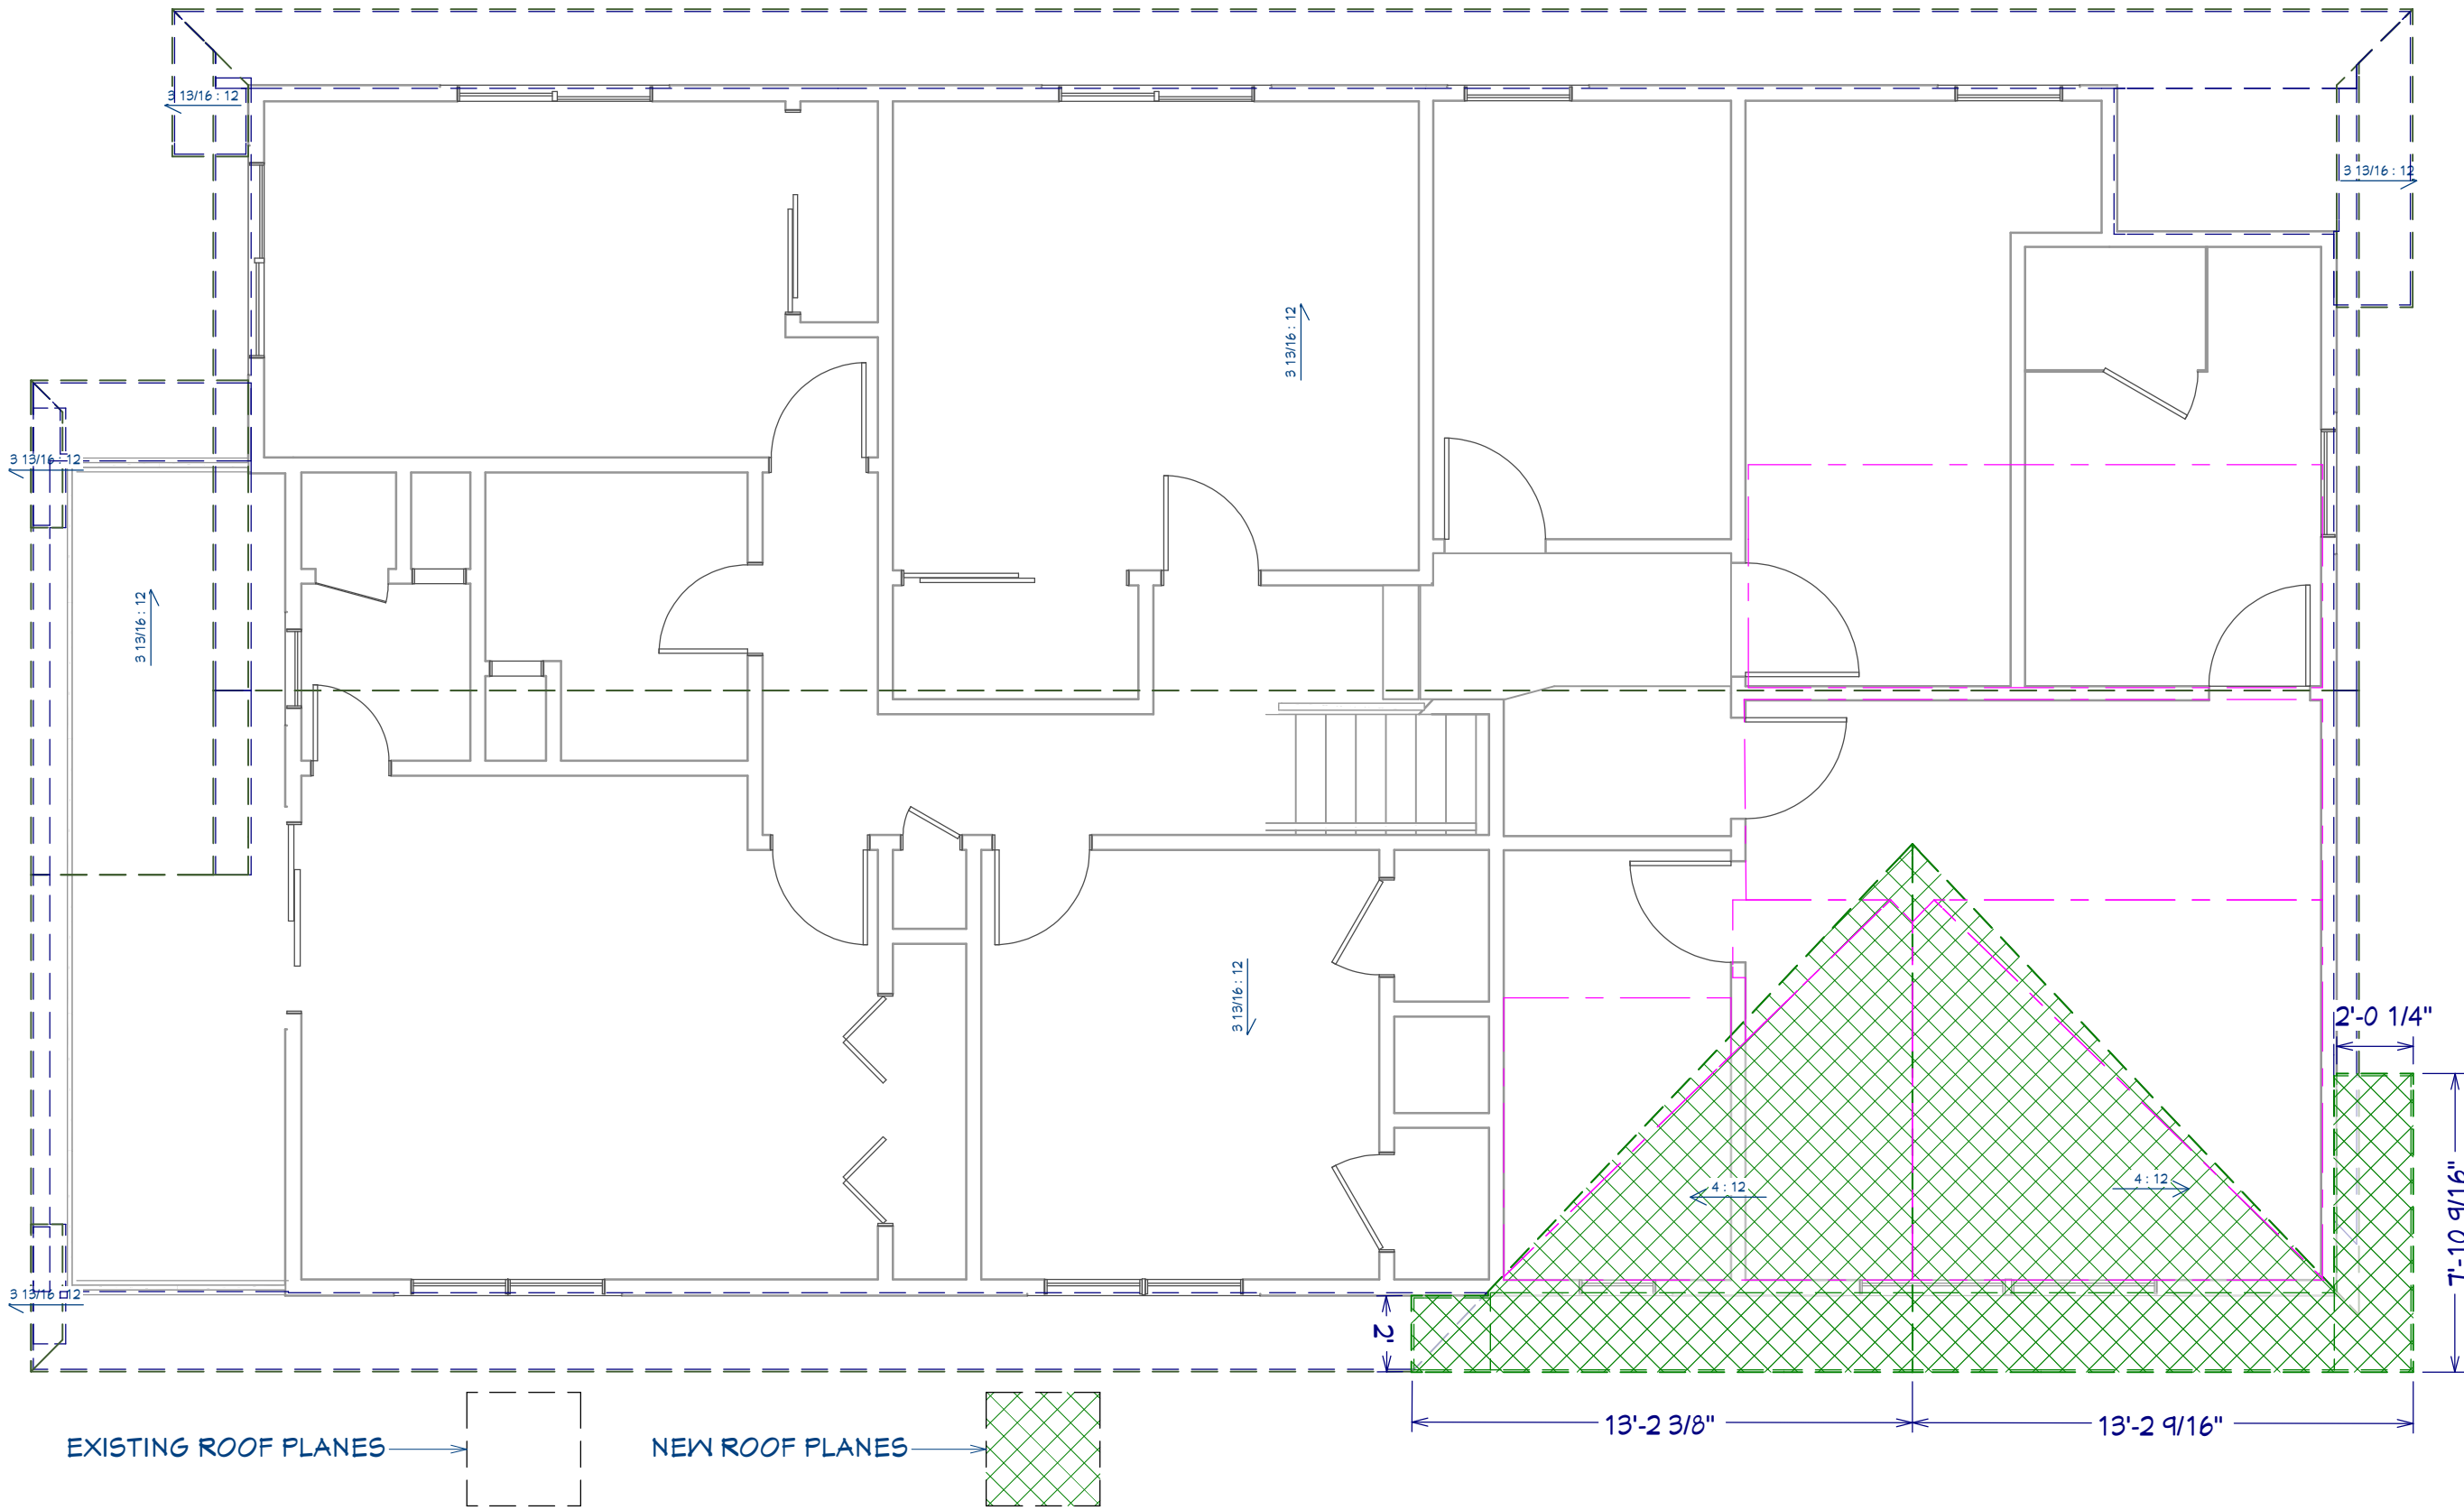 3 13/16 : 12
3 13/16 : 12
3 13/16 : 12
3 13/16 : 12
3 13/16 : 12
3 13/16 : 12
2'-0 1/4"
4 : 12
4 : 12
7'-10 9/16"
3 13/16 : 12
2'
13'-2 3/8"
13'-2 9/16"
EXISTING ROOF PLANES
NEW ROOF PLANES